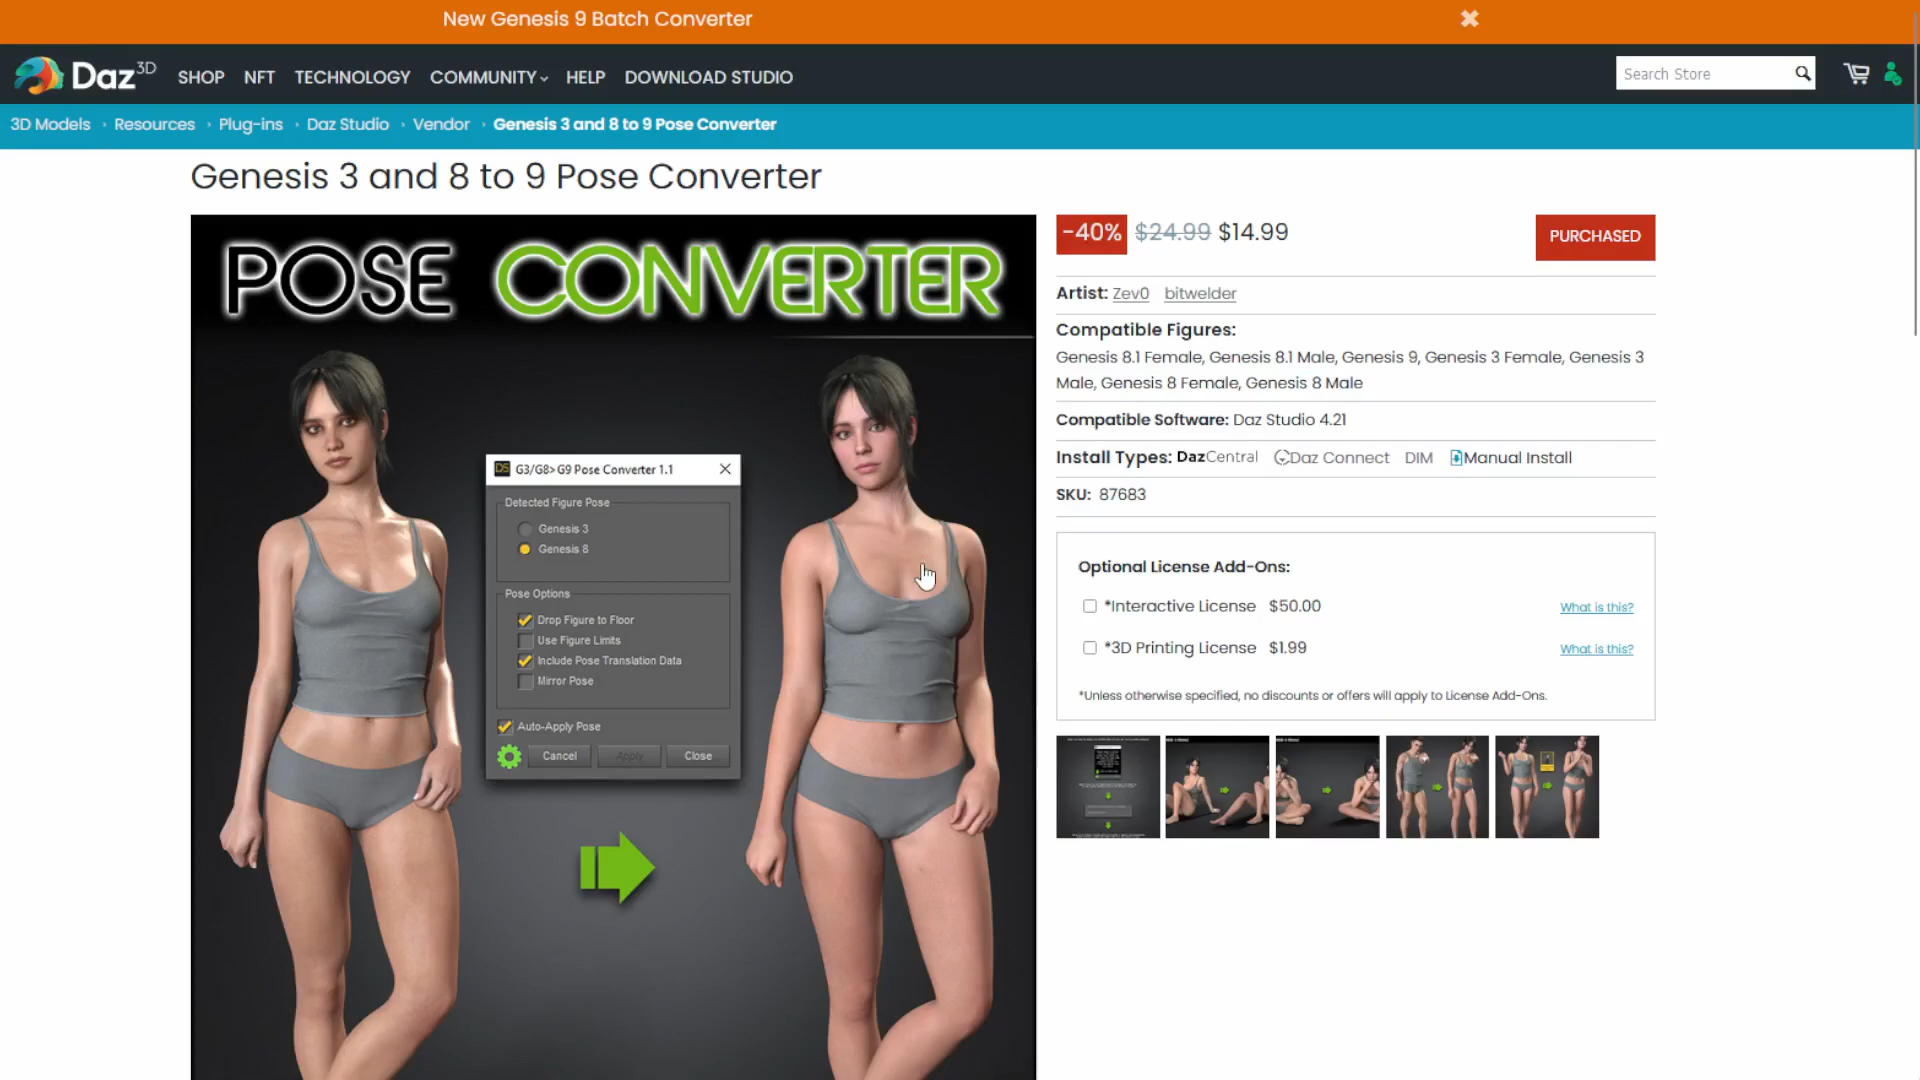 New Genesis 9 Batch Converter
Daz 3D SHOP NFT TECHNOLOGY COMMUNITY HELP DOWNLOAD STUDIO
Search Store
3D Models Resources Plug-ins Daz Studio Vendor Genesis 3 and 8 to 9 Pose Converter
Genesis 3 and 8 to 9 Pose Converter
POSE CONVERTER
DS G3/G8> G9 Pose Converter 1.1
Detected Figure Pose
Genesis 3
Genesis 8
Pose Options
Drop Figure to Floor
Use Figure Limits
Include Pose Translation Data
Mirror Pose
Auto-Apply Pose
Cancel Apply Close
-40% $24.99 $14.99
PURCHASED
Artist: Zev0 bitwelder
Compatible Figures:
Genesis 8.1 Female, Genesis 8.1 Male, Genesis 9, Genesis 3 Female, Genesis 3
Male, Genesis 8 Female, Genesis 8 Male
Compatible Software: Daz Studio 4.21
Install Types: DazCentral Daz Connect DIM Manual Install
SKU: 87683
Optional License Add-Ons:
*Interactive License $50.00 What is this?
*3D Printing License $1.99 What is this?
*Unless otherwise specified, no discounts or offers will apply to License Add-Ons.